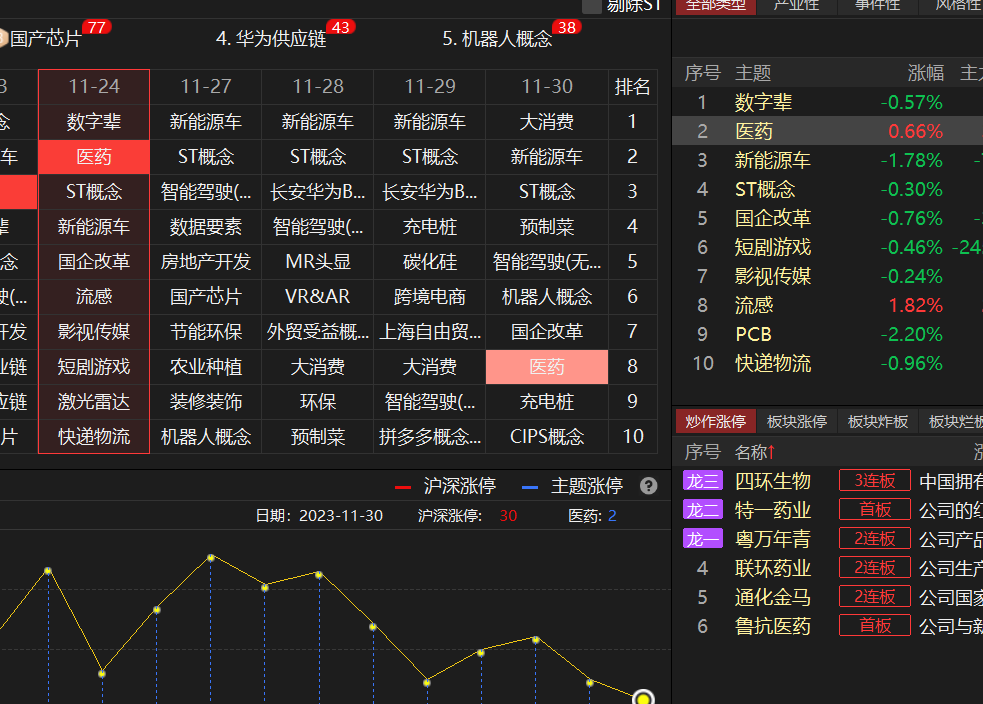 剔除ST
77
43
38
国产芯片
4. 华为供应链
5. 机器人概念
3 11-24 11-27 11-28 11-29 11-30 排名
念 数字辈 新能源车 新能源车 新能源车 大消费 1
车 医药 ST概念 ST概念 ST概念 新能源车 2
ST概念 智能驾驶(... 长安华为B... 长安华为B... ST概念 3
新能源车 数据要素 智能驾驶(... 充电桩 预制菜 4
念 国企改革 房地产开发 MR头显 碳化硅 智能驾驶(无... 5
驶(... 流感 国产芯片 VR&AR 跨境电商 机器人概念 6
开发 影视传媒 节能环保 外贸受益概... 上海自由贸... 国企改革 7
业链 短剧游戏 农业种植 大消费 大消费 医药 8
应链 激光雷达 装修装饰 环保 智能驾驶(... 充电桩 9
片 快递物流 机器人概念 预制菜 拼多多概念... CIPS概念 10
沪深涨停 主题涨停 ?
日期: 2023-11-30 沪深涨停: 30 医药: 2
全部类型 产业性 事件性 风格性
序号 主题 涨幅 主
1 数字辈 -0.57%
2 医药 0.66%
3 新能源车 -1.78% -
4 ST概念 -0.30%
5 国企改革 -0.76% -
6 短剧游戏 -0.46% -24
7 影视传媒 -0.24%
8 流感 1.82%
9 PCB -2.20%
10 快递物流 -0.96%
炒作涨停 板块涨停 板块炸板 板块烂板
序号 名称↑
龙三 四环生物 3连板 中国拥有
龙二 特一药业 首板 公司的红
龙一 粤万年青 2连板 公司产品
4 联环药业 2连板 公司生产
5 通化金马 2连板 公司国家
6 鲁抗医药 首板 公司与新